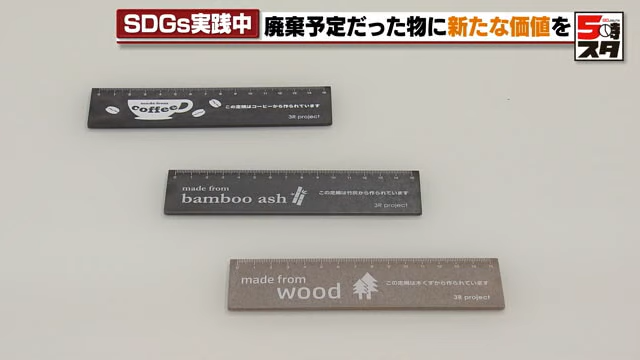 SDGs実践中
廃棄予定だった物に新たな価値を
5時スタ
made from
coffee
この定規はコーヒーから作られています
3R project
made from
bamboo ash
この定規は竹灰から作られています
3R project
made from
wood
この定規は木くずから作られています
3R project